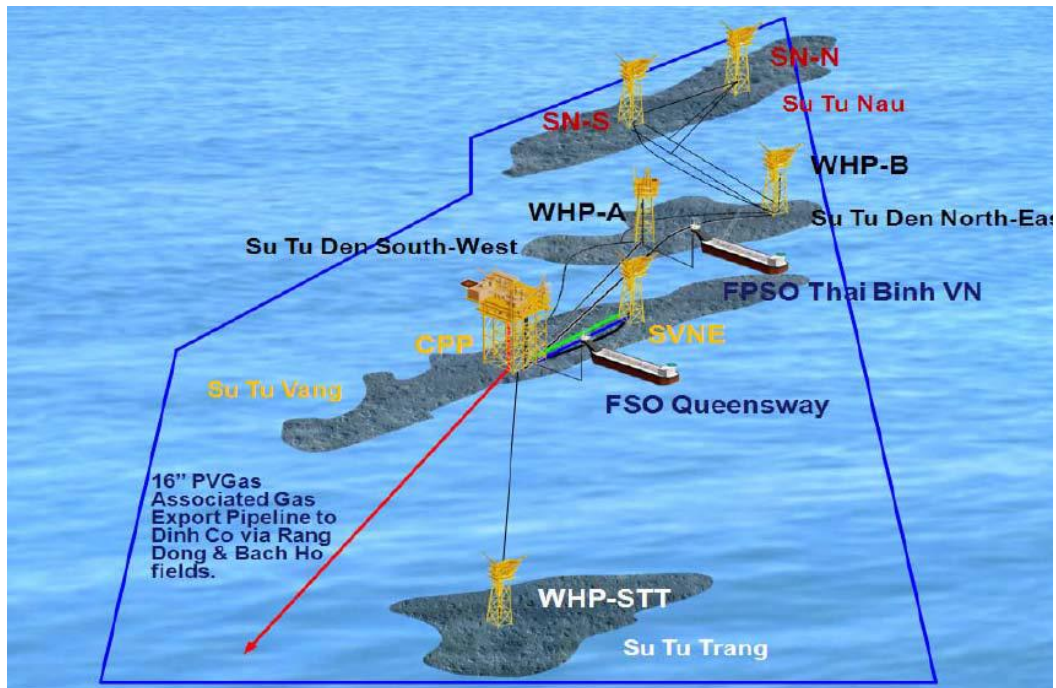 SN-N
SN-S
Su Tu Nau
WHP-B
WHP-A
Su Tu Den North-Eas
Su Tu Den South-West
FPSO Thai Binh VN
SVNE
CPP
Su Tu Vang
FSO Queensway
16” PVGas
Associated Gas
Export Pipeline to
Dinh Co via Rang
Dong & Bach Ho
fields.
WHP-STT
Su Tu Trang